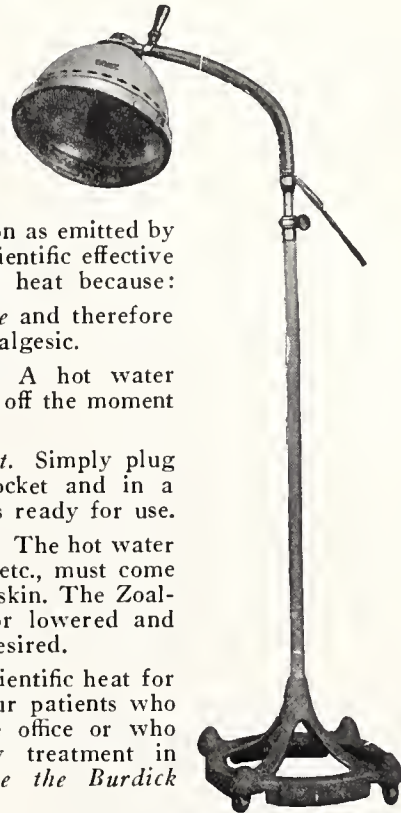 on as emitted by
ientific effective
heat because:
e and therefore
algesic.
A hot water
off the moment
t. Simply plug
ocket and in a
s ready for use.
The hot water
etc., must come
skin. The Zoal-
or lowered and
esired.
ientific heat for
ur patients who
e office or who
y treatment in
e the Burdick